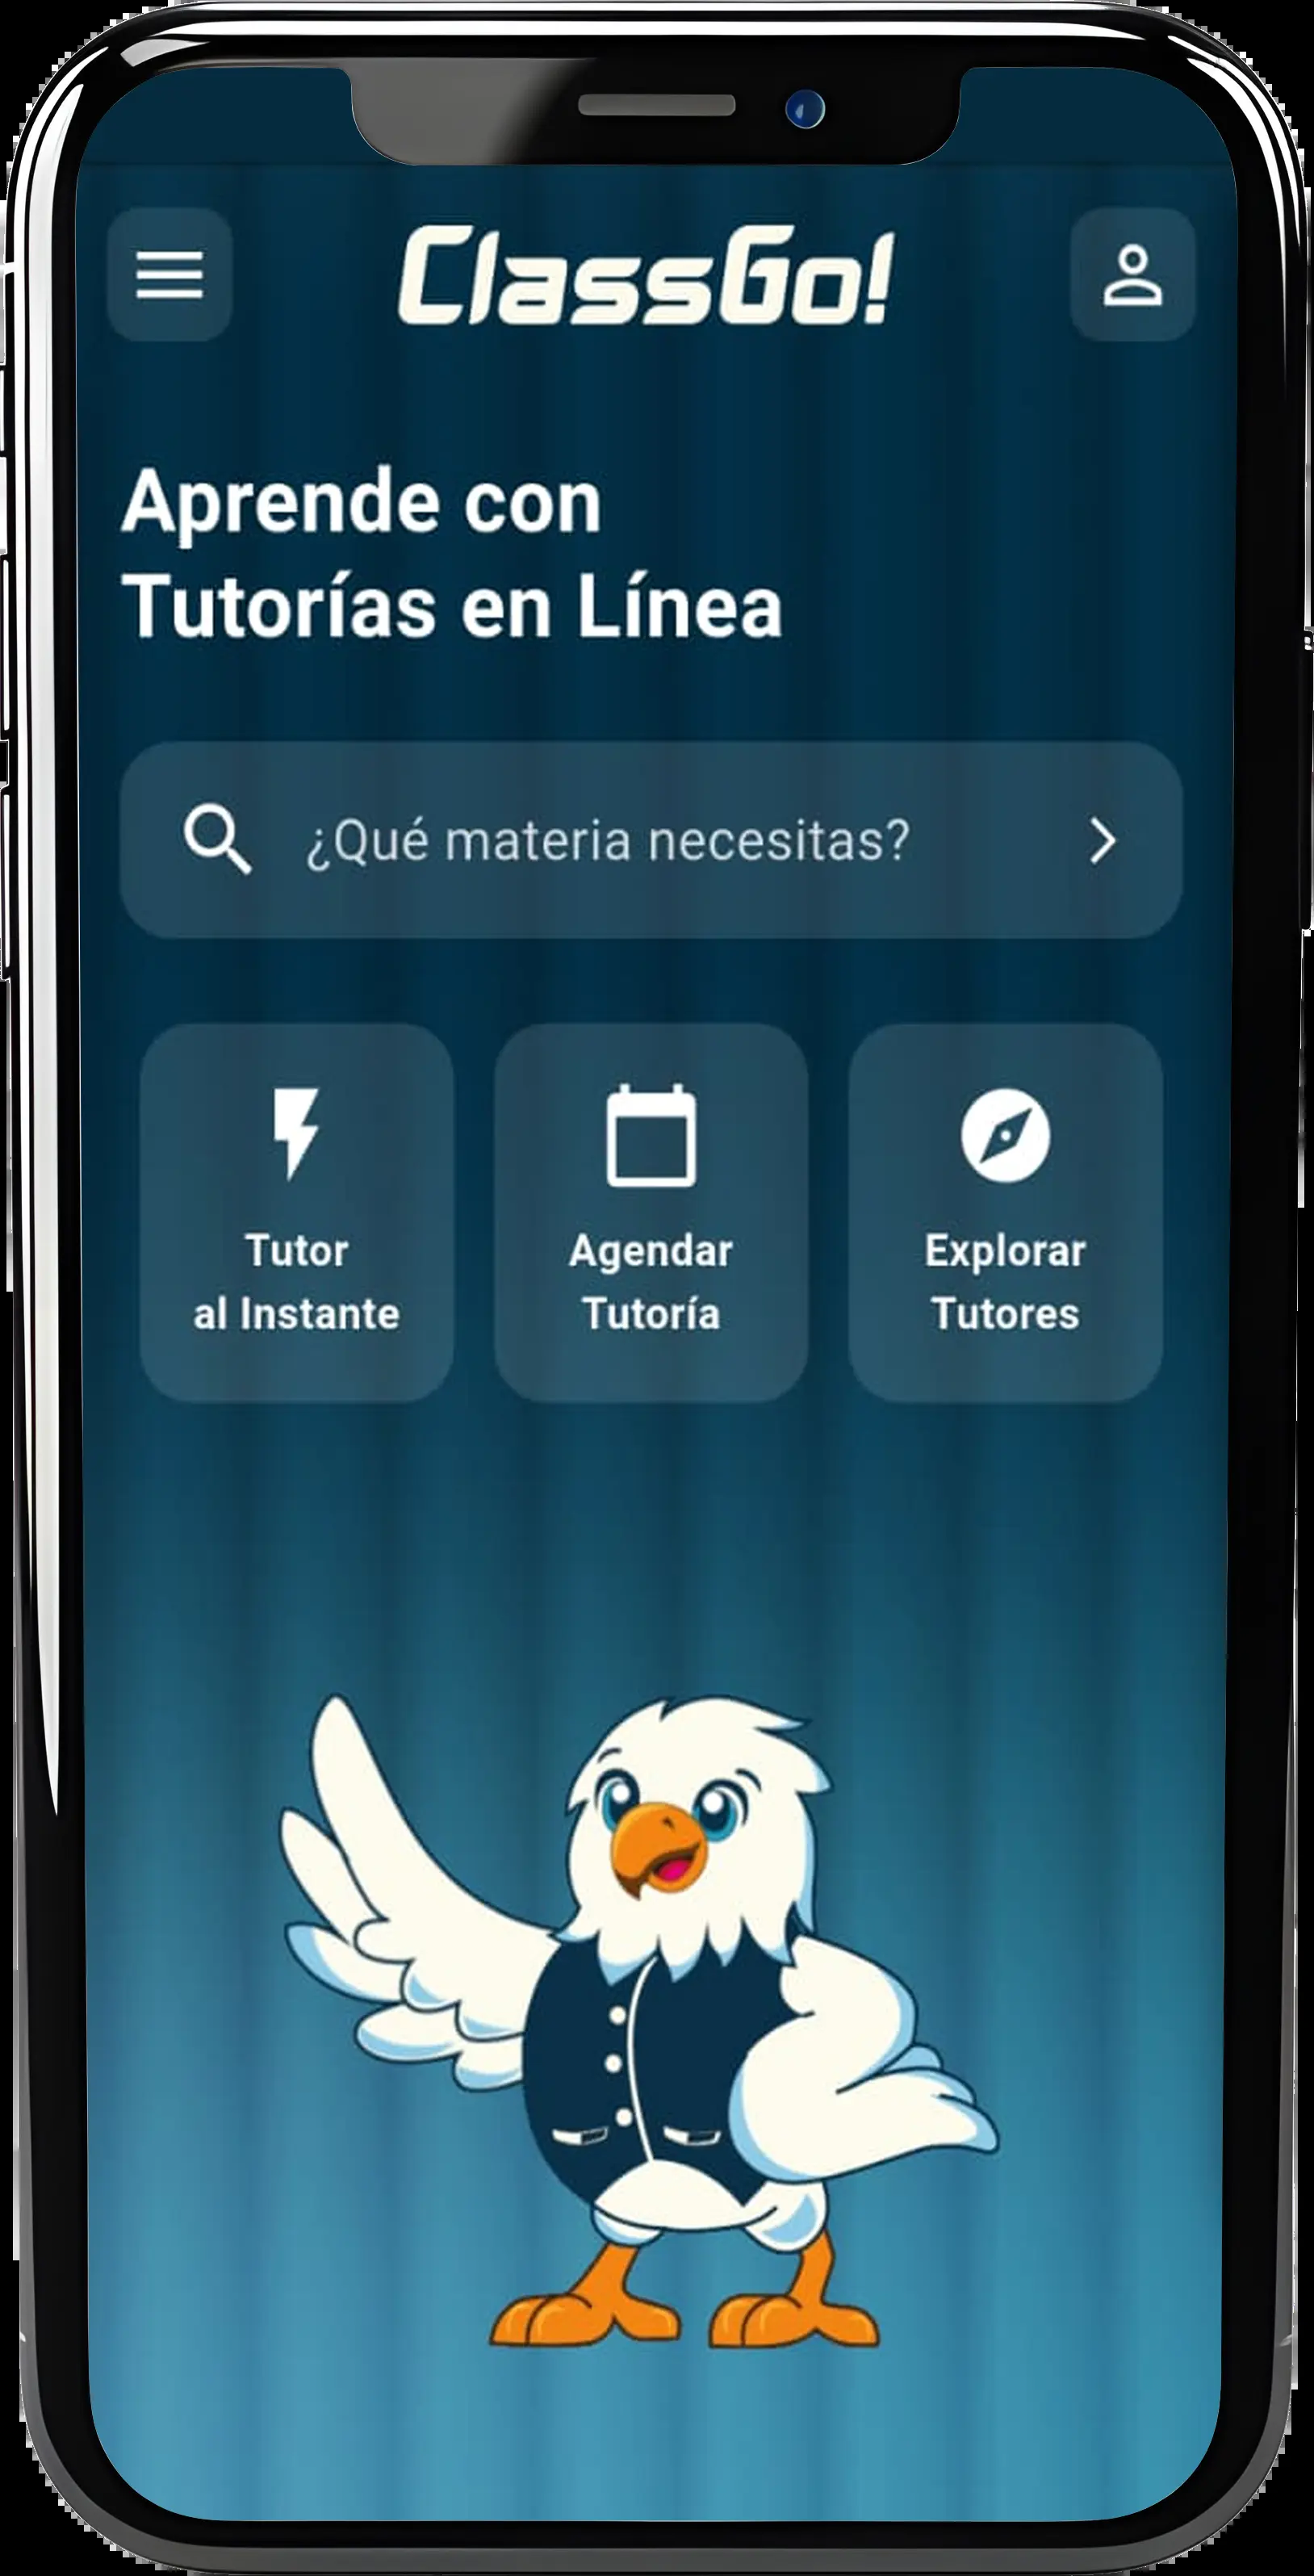 ClassGo!
Aprende con
Tutorías en Línea
¿Qué materia necesitas?
Tutor
al Instante
Agendar
Tutoría
Explorar
Tutores